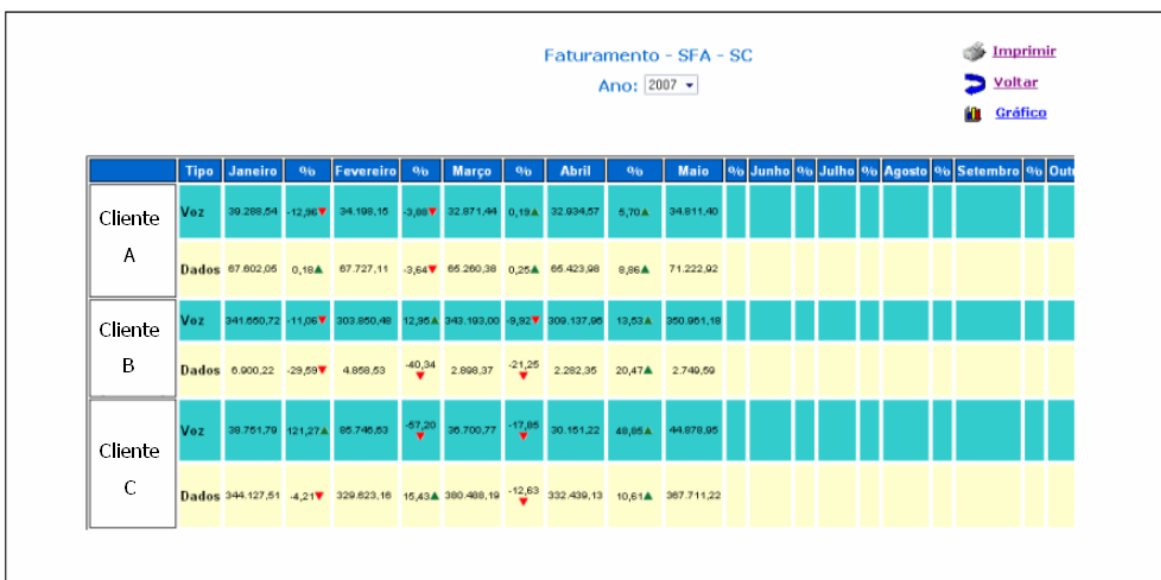 Faturamento - SFA - SC
Ano: 2007
Imprimir
Voltar
Gráfico
Tipo Janeiro % Fevereiro % Março % Abril % Maio % Junho % Julho % Agosto % Setembro % Outu
Cliente A
Voz 39.288,54 -12,96 34.198,15 -3,88 32.871,44 0,19 32.934,57 5,70 34.811,40
Dados 67.602,05 0,18 67.727,11 -3,64 65.260,38 0,25 65.423,98 8,86 71.222,92
Cliente B
Voz 341.650,72 -11,06 303.850,48 12,95 343.193,00 -9,92 309.137,95 13,53 350.951,18
Dados 6.900,22 -29,59 4.858,53 -40,34 2.898,37 -21,25 2.282,35 20,47 2.749,59
Cliente C
Voz 38.751,79 121,27 85.746,53 -57,20 36.700,77 -17,85 30.151,22 48,85 44.878,95
Dados 344.127,51 -4,21 329.623,16 15,43 380.488,19 -12,63 332.439,13 10,61 367.711,22